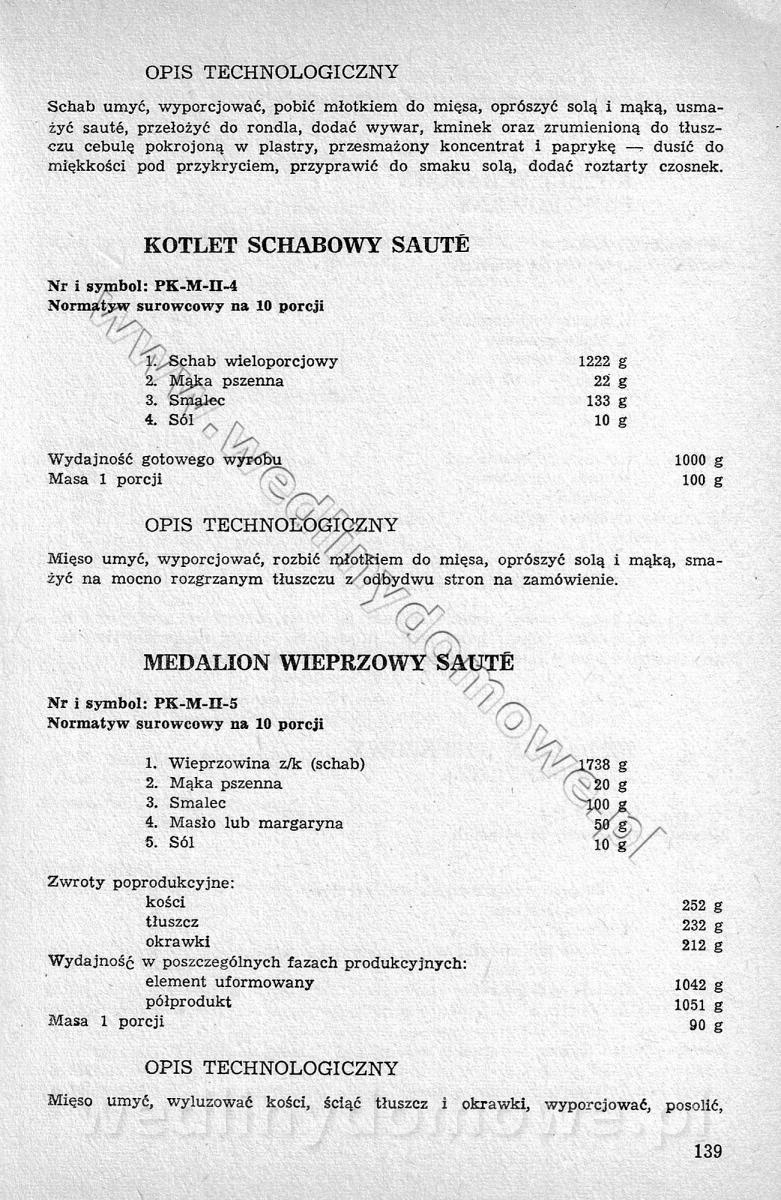 OPIS TECHNOLOGICZNY
Schab umyć, wyporcjować, pobić młotkiem do mięsa, oprószyć solą i mąką, usma-
żyć sauté, przełożyć do rondla, dodać wywar, kminek oraz zrumienioną do tłusz-
czu cebulę pokrojoną w plastry, przesmażony koncentrat i paprykę — dusić do
miękkości pod przykryciem, przyprawić do smaku solą, dodać roztarty czosnek.
KOTLET SCHABOWY SAUTÉ
Nr i symbol: PK-M-II-4
Normatyw surowcowy na 10 porcji
1. Schab wieloporcjowy 1222 g
2. Mąka pszenna 22 g
3. Smalec 133 g
4. Sól 10 g
Wydajność gotowego wyrobu 1000 g
Masa 1 porcji 100 g
OPIS TECHNOLOGICZNY
Mięso umyć, wyporcjować, rozbić młotkiem do mięsa, oprószyć solą i mąką, sma-
żyć na mocno rozgrzanym tłuszczu z odbydwu stron na zamówienie.
MEDALION WIEPRZOWY SAUTÉ
Nr i symbol: PK-M-II-5
Normatyw surowcowy na 10 porcji
1. Wieprzowina z/k (schab) 1738 g
2. Mąka pszenna 20 g
3. Smalec 100 g
4. Masło lub margaryna 50 g
5. Sól 10 g
Zwroty poprodukcyjne:
kości 252 g
tłuszcz 232 g
okrawki 212 g
Wydajność w poszczególnych fazach produkcyjnych:
element uformowany 1042 g
półprodukt 1051 g
Masa 1 porcji 90 g
OPIS TECHNOLOGICZNY
Mięso umyć, wyluzować kości, ściąć tłuszcz i okrawki, wyporcjować, posolić,
139
www.wedlinydomowe.pl
wedlinydomowe.pl